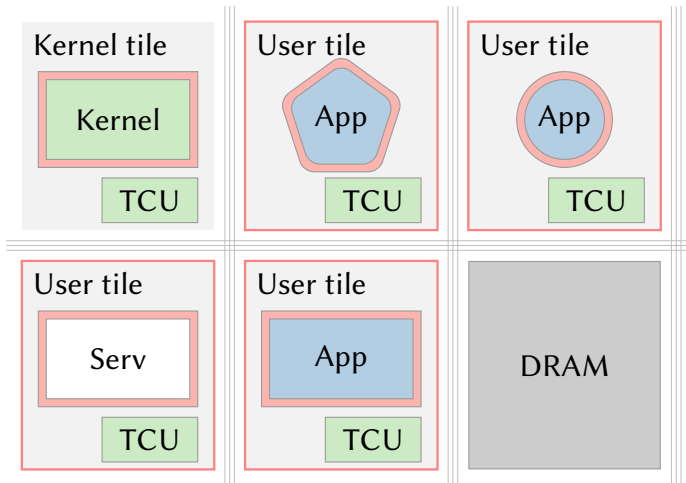 Kernel tile
Kernel
TCU
User tile
App
TCU
User tile
App
TCU
User tile
Serv
TCU
User tile
App
TCU
DRAM